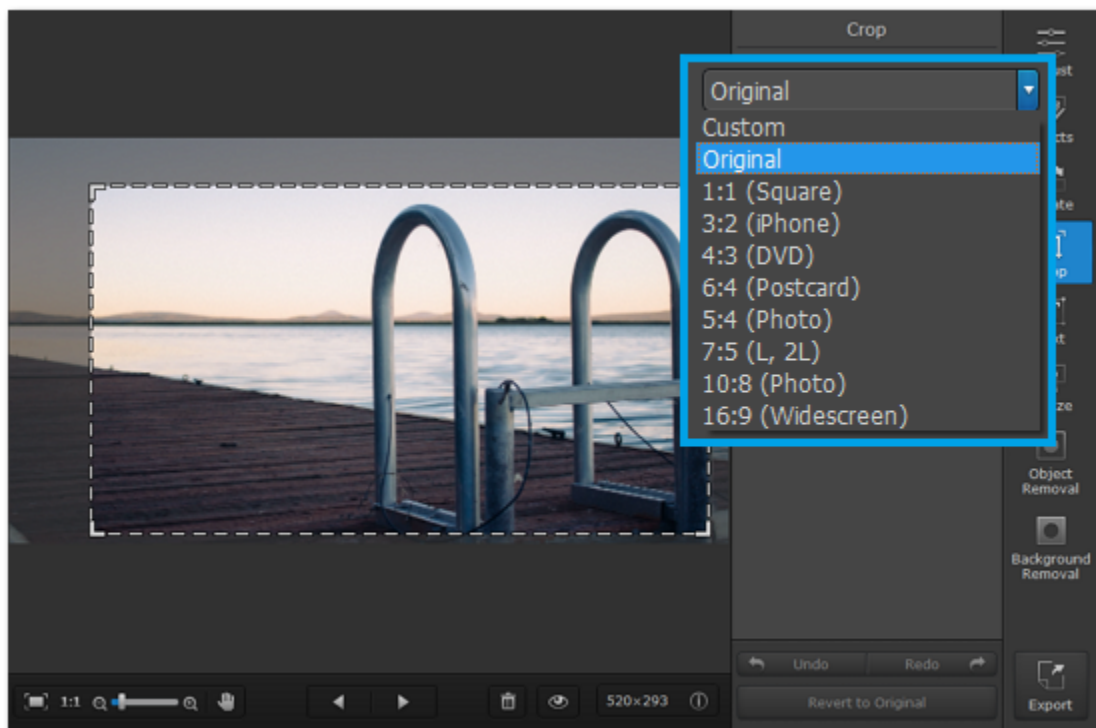 Crop
Original
Custom
Original
1:1 (Square)
3:2 (iPhone)
4:3 (DVD)
6:4 (Postcard)
5:4 (Photo)
7:5 (L, 2L)
10:8 (Photo)
16:9 (Widescreen)
Object
Removal
Background
Removal
Undo
Redo
1:1
520×293
Revert to Original
Export